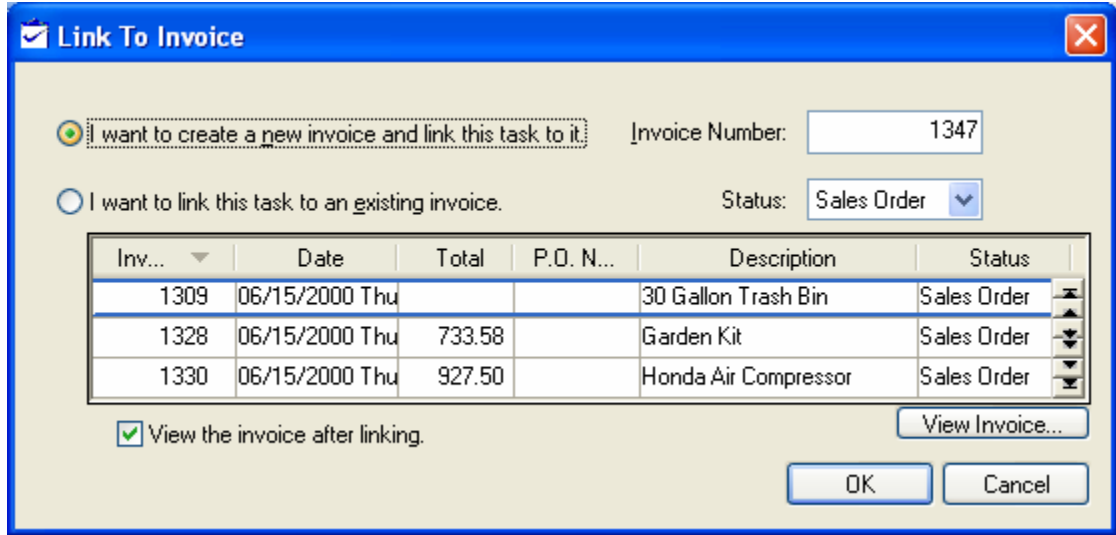 Link To Invoice
I want to create a new invoice and link this task to it. Invoice Number: 1347
I want to link this task to an existing invoice. Status: Sales Order
Inv... Date Total P.O. N... Description Status
1309 06/15/2000 Thu 30 Gallon Trash Bin Sales Order
1328 06/15/2000 Thu 733.58 Garden Kit Sales Order
1330 06/15/2000 Thu 927.50 Honda Air Compressor Sales Order
View the invoice after linking. View Invoice...
OK Cancel